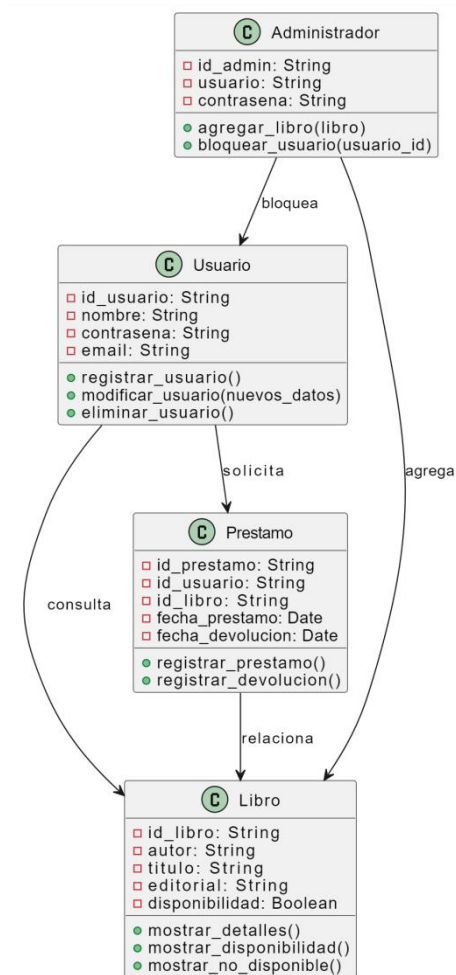 C Administrador
id_admin: String
usuario: String
contrasena: String
agregar_libro(libro)
bloquear_usuario(usuario_id)
bloquea
C Usuario
id_usuario: String
nombre: String
contrasena: String
email: String
registrar_usuario()
modificar_usuario(nuevos_datos)
eliminar_usuario()
solicita
agrega
C Prestamo
id_prestamo: String
id_usuario: String
id_libro: String
fecha_prestamo: Date
fecha_devolucion: Date
registrar_prestamo()
registrar_devolucion()
consulta
relaciona
C Libro
id_libro: String
autor: String
titulo: String
editorial: String
disponibilidad: Boolean
mostrar_detalles()
mostrar_disponibilidad()
mostrar_no_disponible()